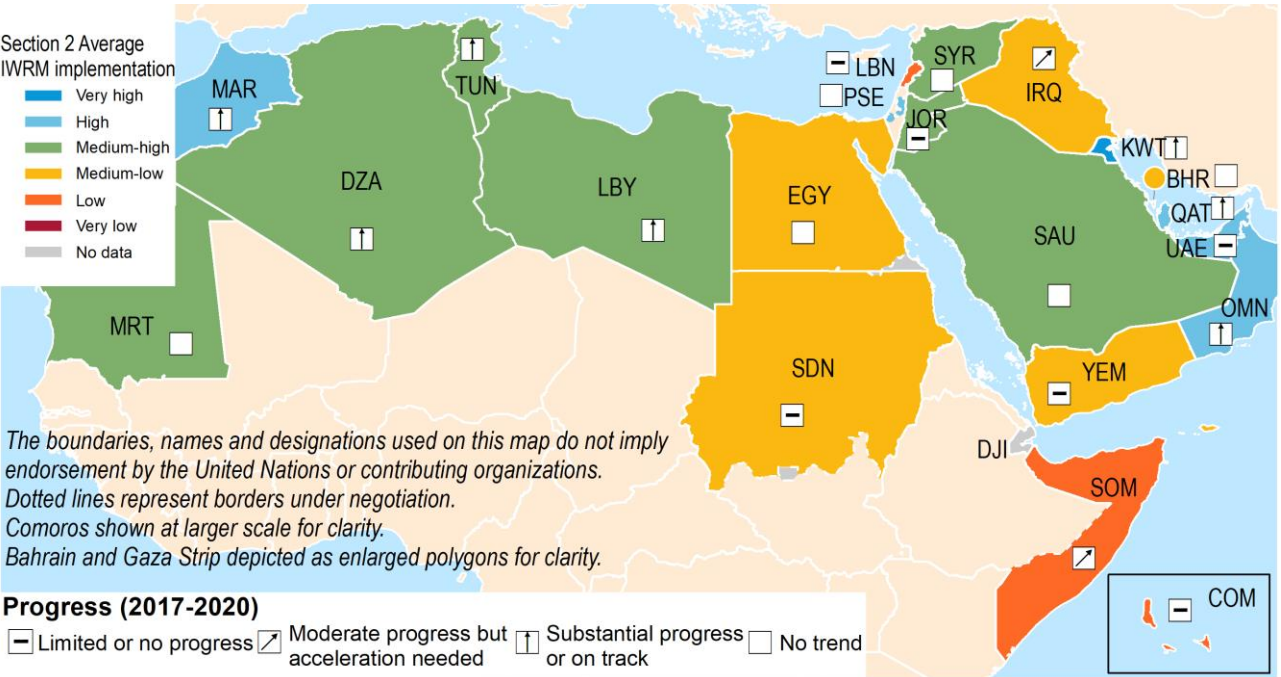 Section 2 Average
IWRM implementation
Very high
High
Medium-high
Medium-low
Low
Very low
No data
MAR
TUN
DZA
LBY
MRT
EGY
SDN
LBN
PSE
SYR
JOR
IRQ
KWT
BHR
QAT
UAE
SAU
OMN
YEM
DJI
SOM
COM
The boundaries, names and designations used on this map do not imply
endorsement by the United Nations or contributing organizations.
Dotted lines represent borders under negotiation.
Comoros shown at larger scale for clarity.
Bahrain and Gaza Strip depicted as enlarged polygons for clarity.
Progress (2017-2020)
Limited or no progress
Moderate progress but
acceleration needed
Substantial progress
or on track
No trend